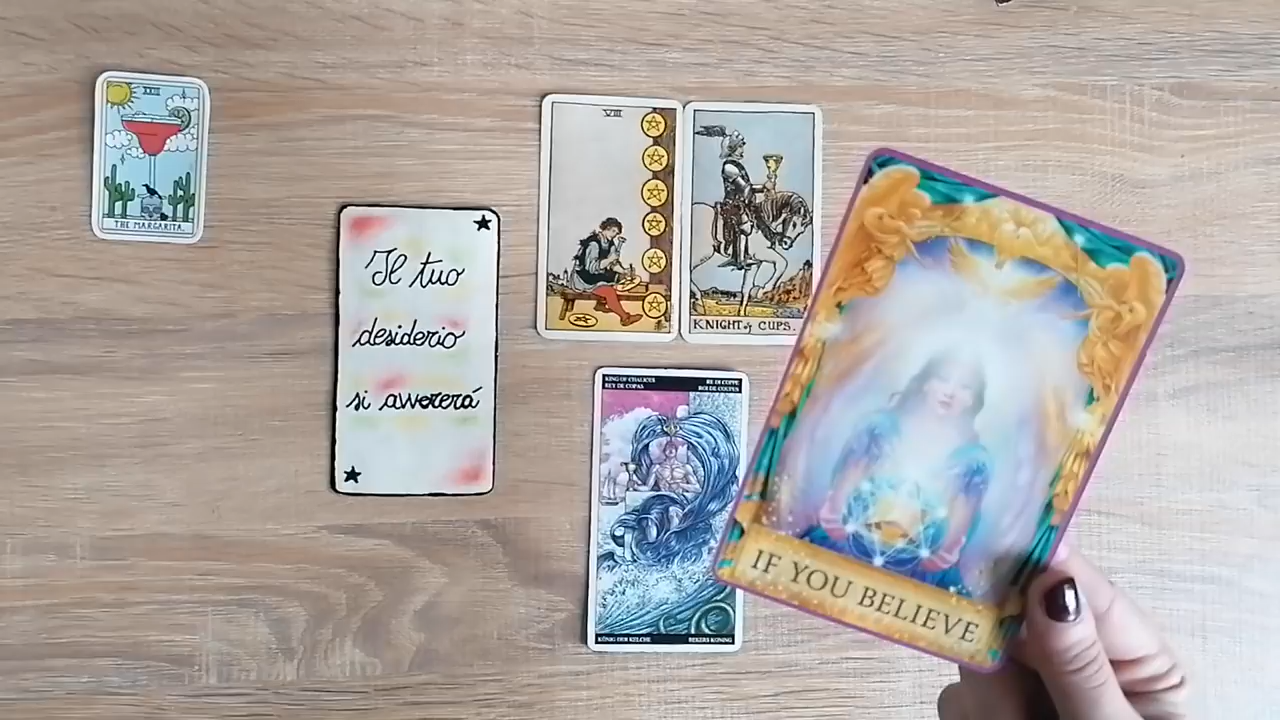 XXIII
THE MARGARITA.
Il tuo
desiderio
si avvererá
VIII
KNIGHT of CUPS.
KING OF CHALICES
REY DE COPAS
RE DI COPPE
ROI DE COUPES
KÖNIG DER KELCHE
BEKERS KONING
IF YOU BELIEVE